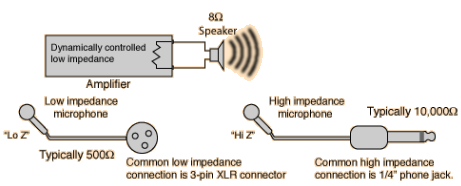 8Ω
Speaker
Dynamically controlled
low impedance
Amplifier
Low impedance
microphone
"Lo Z"
Typically 500Ω
Common low impedance
connection is 3-pin XLR connector
High impedance
microphone
Typically 10,000Ω
"Hi Z"
Common high impedance
connection is 1/4" phone jack.